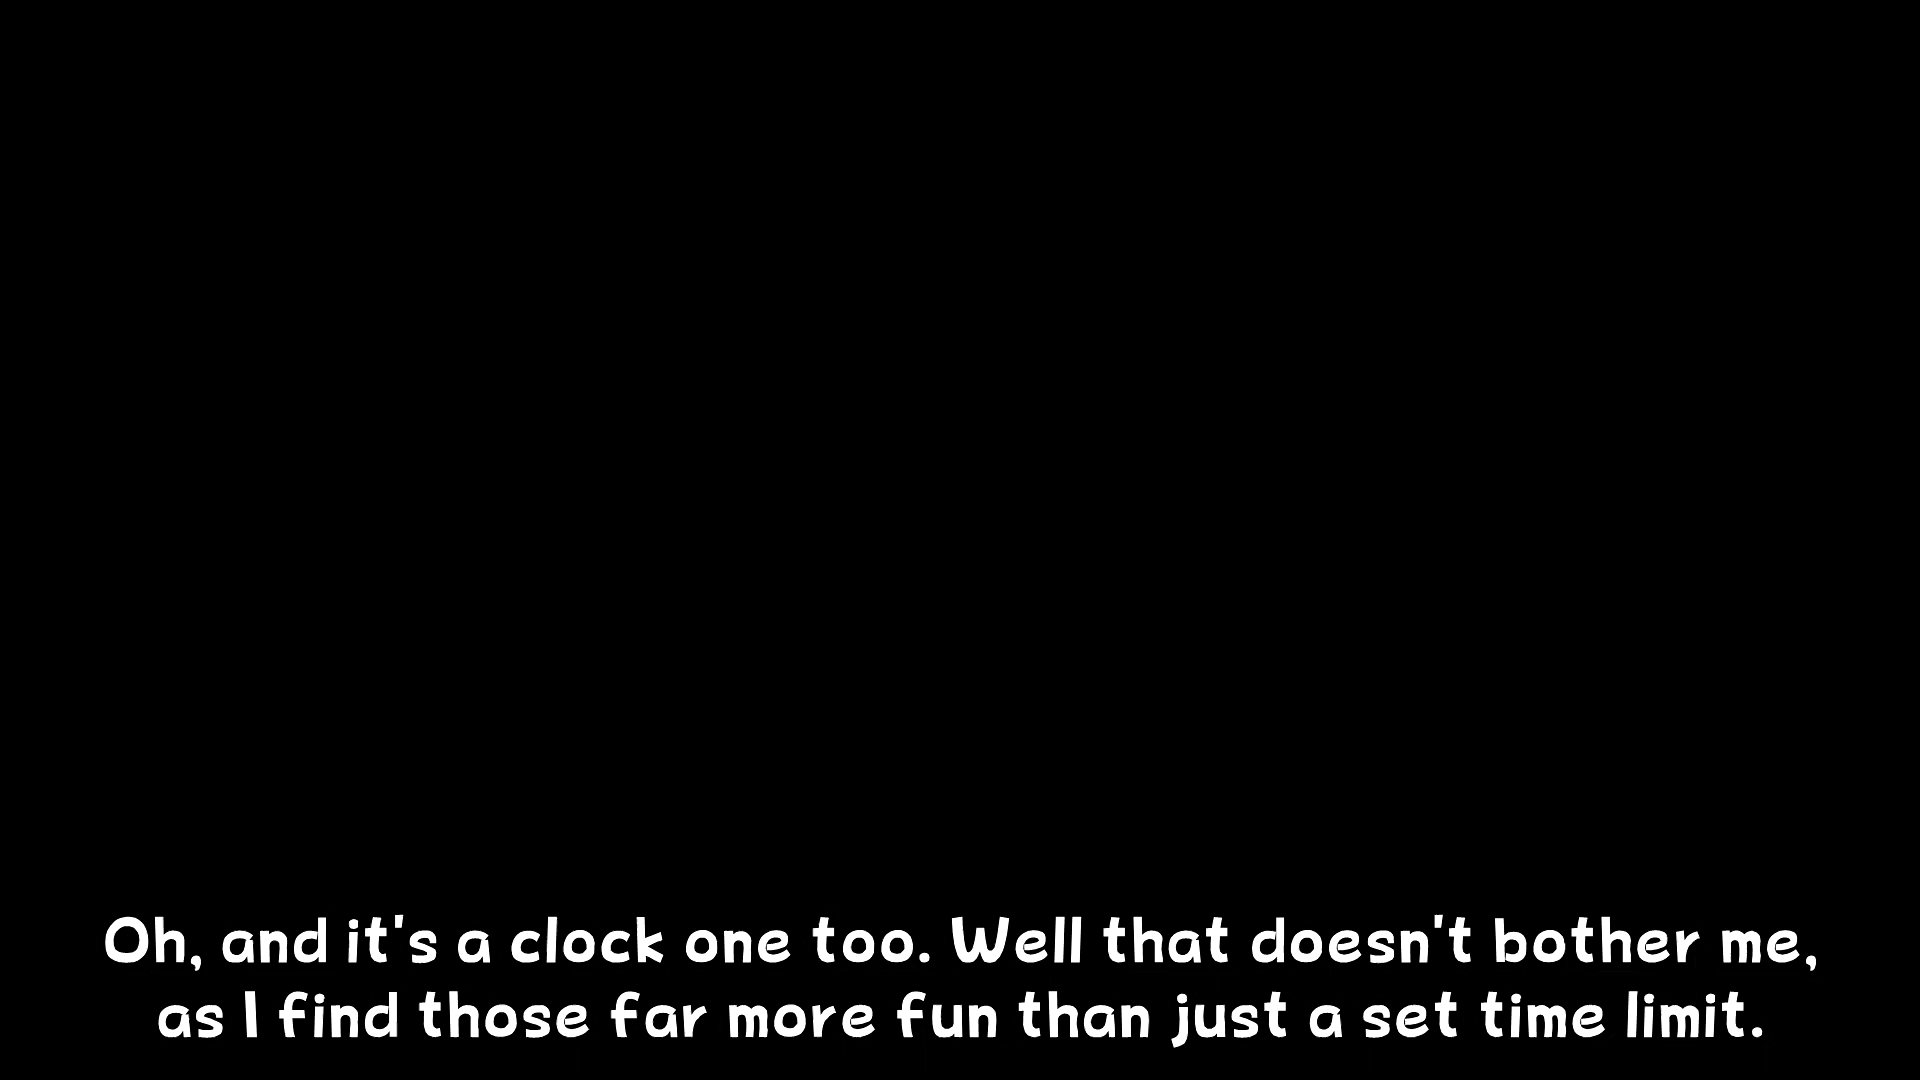 Oh, and it's a clock one too. Well that doesn't bother me,
as I find those far more fun than just a set time limit.